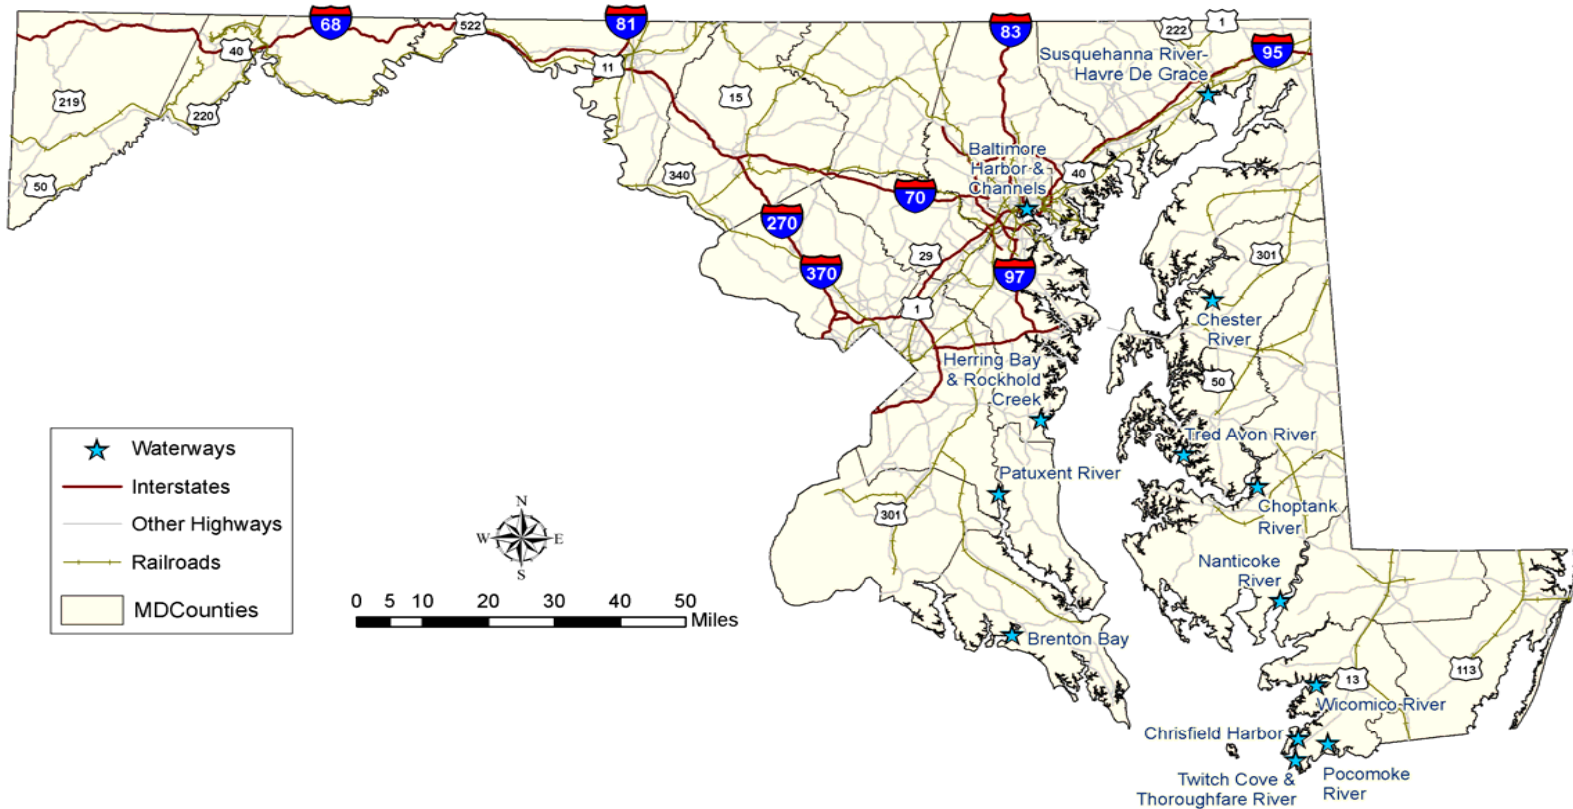 68
522
81
83
222
1
95
40
11
Susquehanna River-
Havre De Grace
219
15
220
Baltimore
Harbor &
Channels
40
340
50
70
270
29
301
370
97
1
Chester
River
Herring Bay
& Rockhold
Creek
50
Tred Avon River
Waterways
Interstates
Other Highways
Railroads
MDCounties
Patuxent River
N
W
E
S
301
Choptank
River
Nanticoke
River
0 5 10 20 30 40 50 Miles
Brenton Bay
13
113
Wicomico River
Chrisfield Harbor
Twitch Cove &
Thoroughfare River
Pocomoke
River